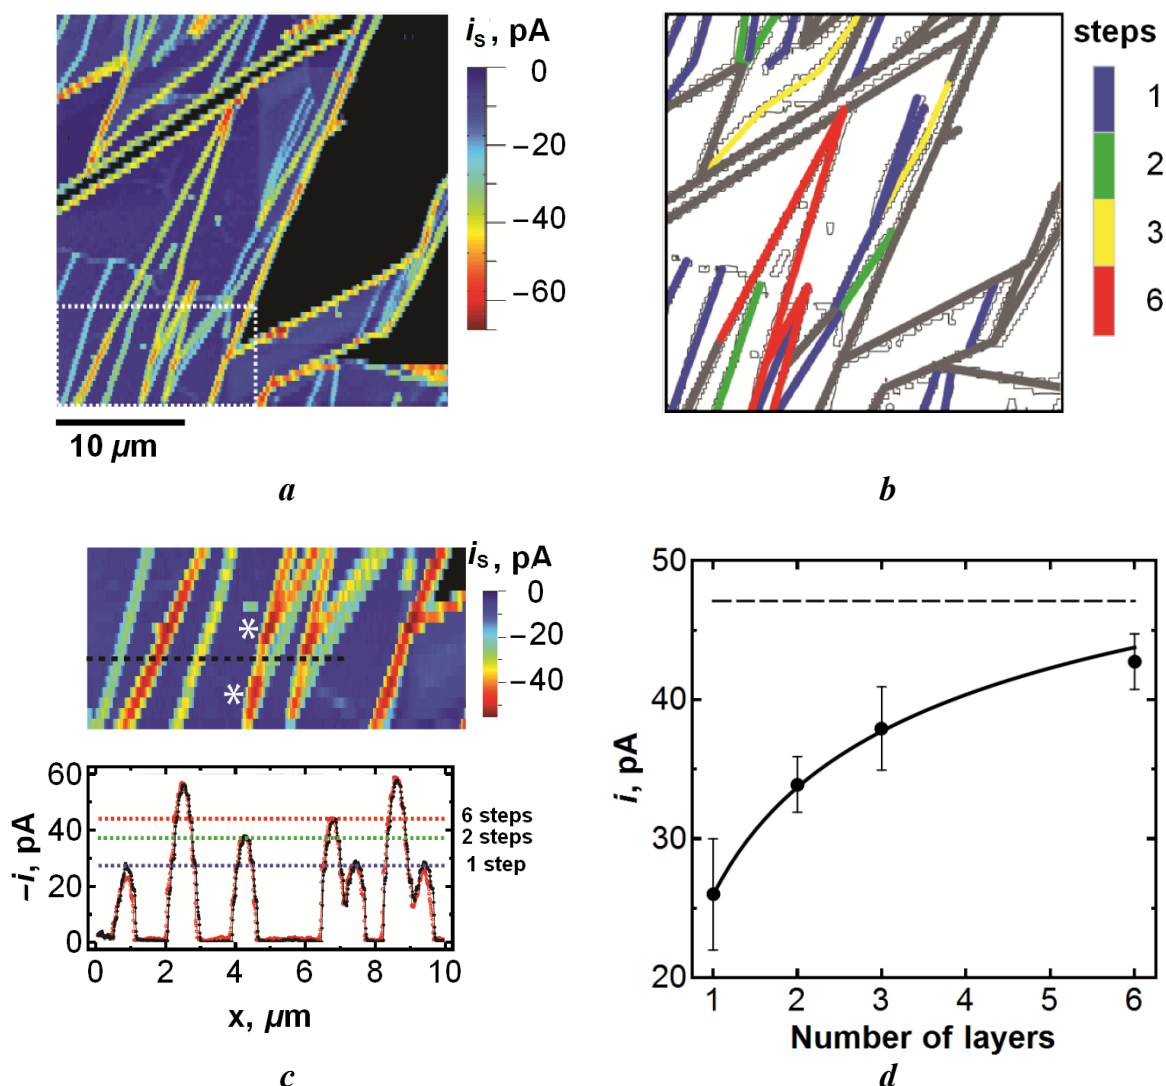 iS, pA
0
−20
−40
−60
10 µm
a
steps
1
2
3
6
b
iS, pA
0
−20
−40
*
*
−i, pA
60
40
20
0
6 steps
2 steps
1 step
0 2 4 6 8 10
x, µm
c
i, pA
50
40
30
20
1 2 3 4 5 6
Number of layers
d